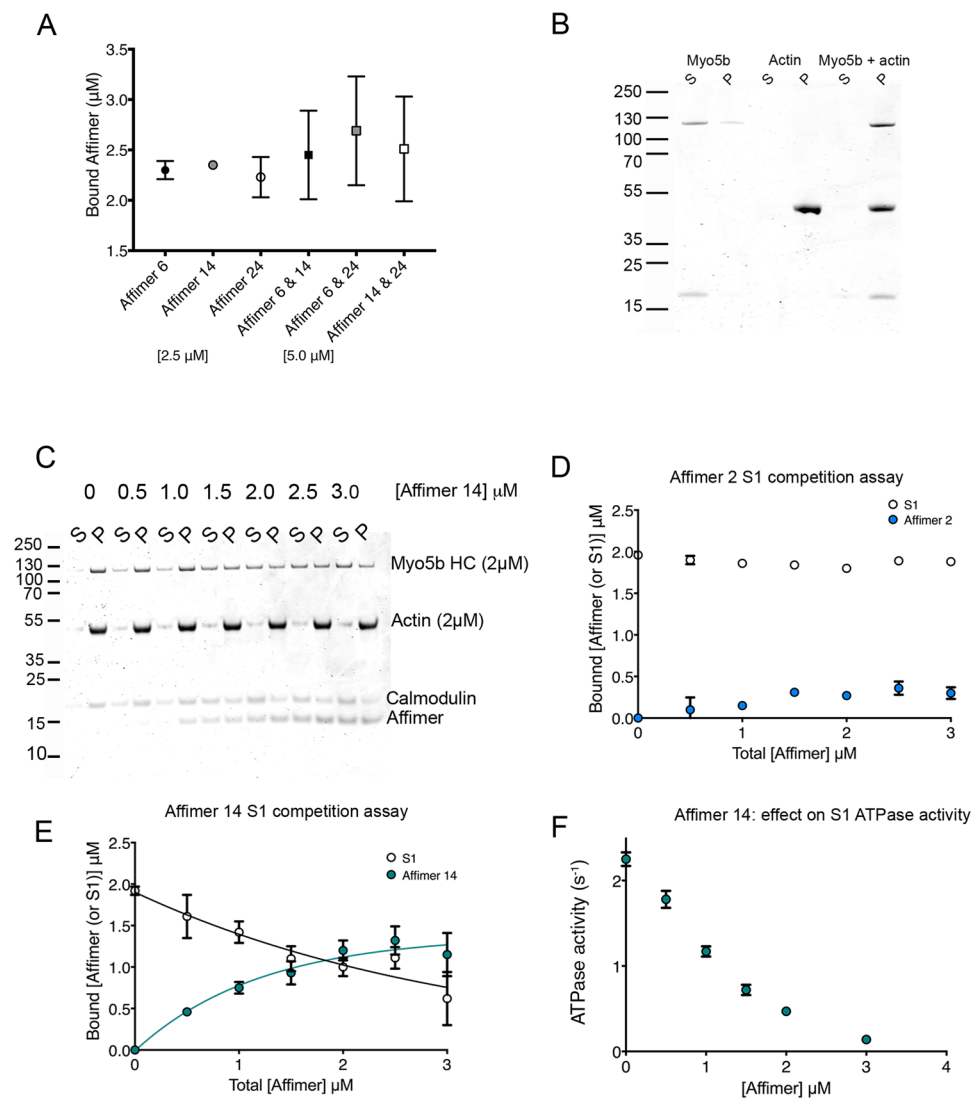 A
Bound Affimer (μM)
3.5
3.0
2.5
2.0
1.5
Affimer 6
Affimer 14
Affimer 24
Affimer 6 & 14
Affimer 6 & 24
Affimer 14 & 24
[2.5 μM]
[5.0 μM]
B
Myo5b Actin Myo5b + actin
S P S P S P
250
130
100
70
55
35
25
15
C
0 0.5 1.0 1.5 2.0 2.5 3.0 [Affimer 14] μM
S P S P S P S P S P S P S P
250
130
100
70
55
35
25
15
10
Myo5b HC (2μM)
Actin (2μM)
Calmodulin
Affimer
D
Affimer 2 S1 competition assay
S1
Affimer 2
Bounnd [Affimer (or S1)] μM
2.5
2.0
1.5
1.0
0.5
0.0
0 1 2 3
Total [Affimer] μM
E
Affimer 14 S1 competition assay
S1
Affimer 14
Bound [Affimer (or S1)] μM
2.5
2.0
1.5
1.0
0.5
0.0
0 1 2 3
Total [Affimer] μM
F
Affimer 14: effect on S1 ATPase activity
ATPase activity (s⁻¹)
2
1
0
0 1 2 3 4
[Affimer] μM